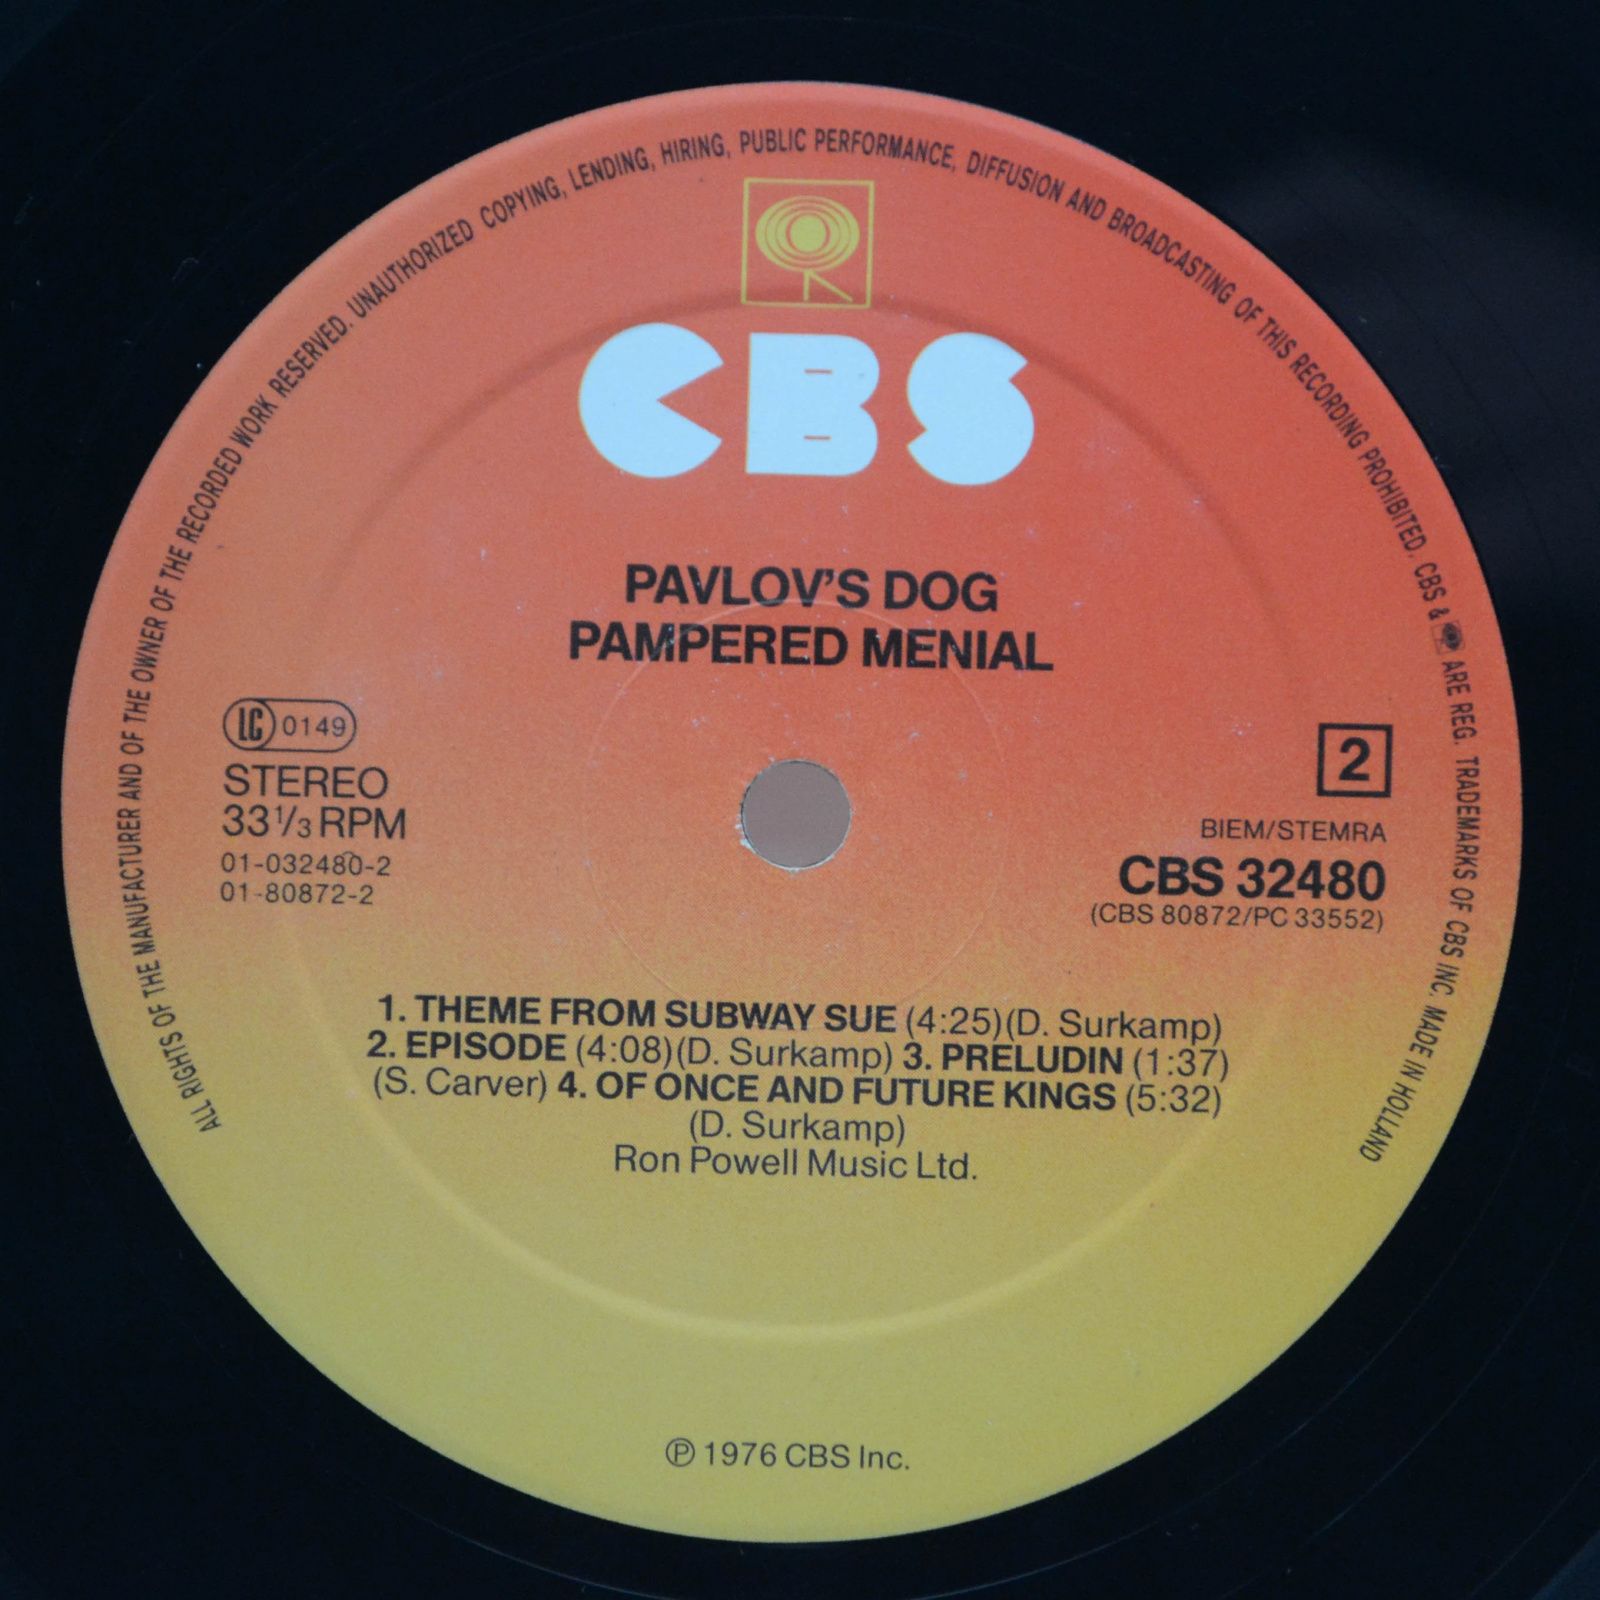 ALL RIGHTS OF THE MANUFACTURER AND OF THE OWNER OF THE RECORDED WORK RESERVED. UNAUTHORIZED COPYING, LENDING, HIRING, PUBLIC PERFORMANCE, DIFFUSION AND BROADCASTING OF THIS RECORDING PROHIBITED. CBS & ARE REG. TRADEMARKS OF CBS INC. MADE IN HOLLAND
CBS
PAVLOV'S DOG
PAMPERED MENIAL
LC 0149
STEREO
33 1/3 RPM
01-032480-2
01-80872-2
2
BIEM/STEMRA
CBS 32480
(CBS 80872/PC 33552)
1. THEME FROM SUBWAY SUE (4:25)(D. Surkamp)
2. EPISODE (4:08)(D. Surkamp) 3. PRELUDIN (1:37)
(S. Carver) 4. OF ONCE AND FUTURE KINGS (5:32)
(D. Surkamp)
Ron Powell Music Ltd.
℗ 1976 CBS Inc.